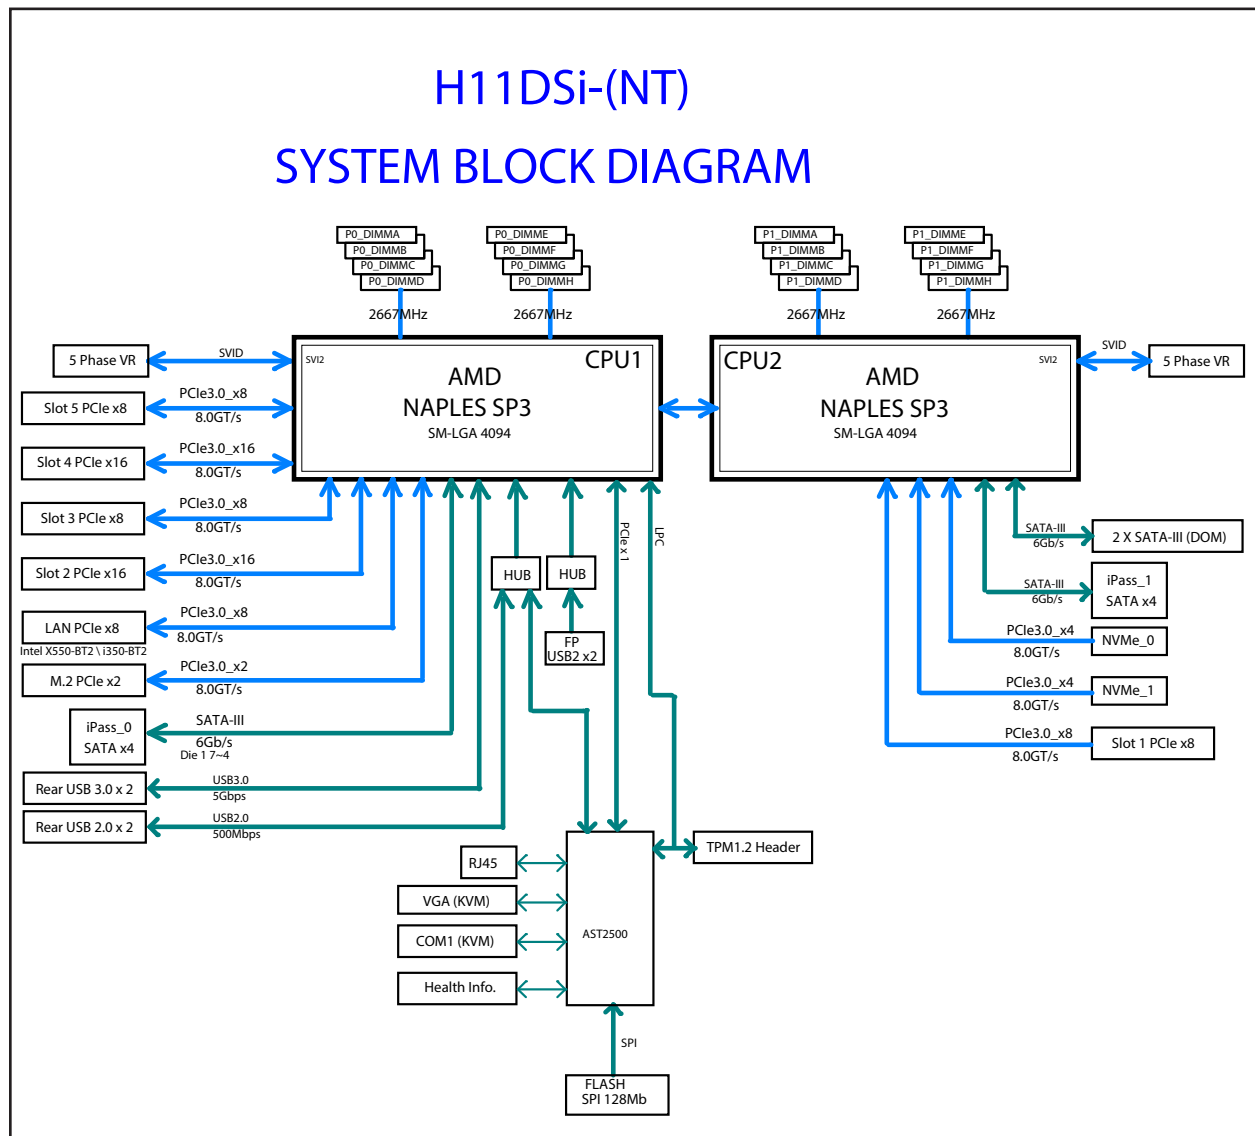 H11DSi-(NT)
SYSTEM BLOCK DIAGRAM
P0_DIMMA
P0_DIMMB
P0_DIMMC
P0_DIMMD
P0_DIMME
P0_DIMMF
P0_DIMMG
P0_DIMMH
P1_DIMMA
P1_DIMMB
P1_DIMMC
P1_DIMMD
P1_DIMME
P1_DIMMF
P1_DIMMG
P1_DIMMH
2667MHz
2667MHz
2667MHz
2667MHz
5 Phase VR
SVID
SVI2
CPU1
AMD
NAPLES SP3
SM-LGA 4094
CPU2
AMD
NAPLES SP3
SM-LGA 4094
SVI2
SVID
5 Phase VR
Slot 5 PCIe x8
PCIe3.0_x8
8.0GT/s
Slot 4 PCIe x16
PCIe3.0_x16
8.0GT/s
Slot 3 PCIe x8
PCIe3.0_x8
8.0GT/s
Slot 2 PCIe x16
PCIe3.0_x16
8.0GT/s
LAN PCIe x8
Intel X550-BT2 \ i350-BT2
PCIe3.0_x8
8.0GT/s
M.2 PCIe x2
PCIe3.0_x2
8.0GT/s
iPass_0
SATA x4
SATA-III
6Gb/s
Die 1 7~4
Rear USB 3.0 x 2
USB3.0
5Gbps
Rear USB 2.0 x 2
USB2.0
500Mbps
HUB
HUB
FP
USB2 x2
PCIe x 1
LPC
SATA-III
6Gb/s
2 X SATA-III (DOM)
SATA-III
6Gb/s
iPass_1
SATA x4
PCIe3.0_x4
8.0GT/s
NVMe_0
PCIe3.0_x4
8.0GT/s
NVMe_1
PCIe3.0_x8
8.0GT/s
Slot 1 PCIe x8
TPM1.2 Header
RJ45
VGA (KVM)
COM1 (KVM)
Health Info.
AST2500
SPI
FLASH
SPI 128Mb